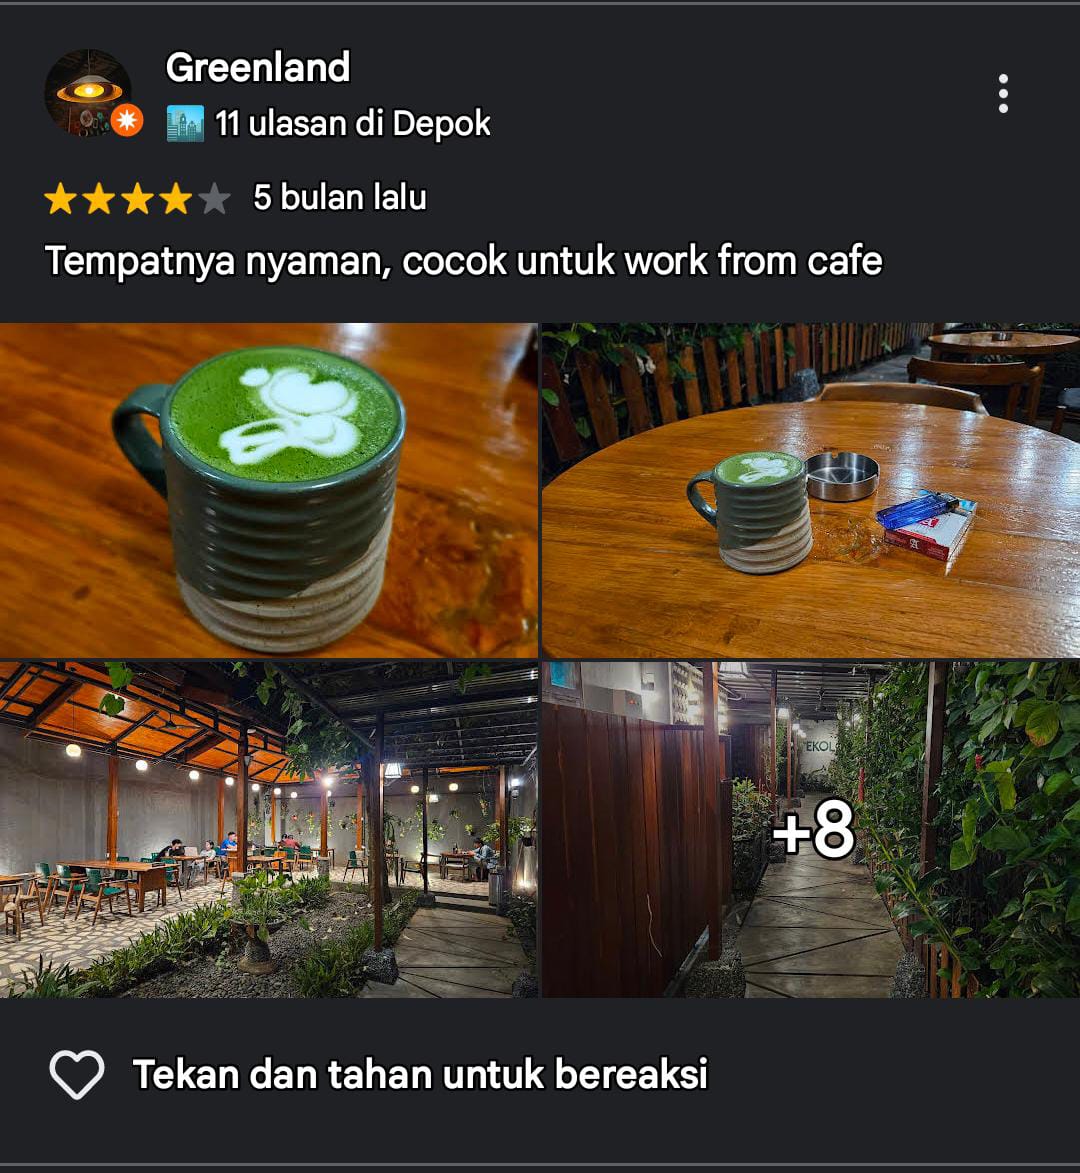 Greenland
11 ulasan di Depok
5 bulan lalu
Tempatnya nyaman, cocok untuk work from cafe
A
EKOL
+8
Tekan dan tahan untuk bereaksi